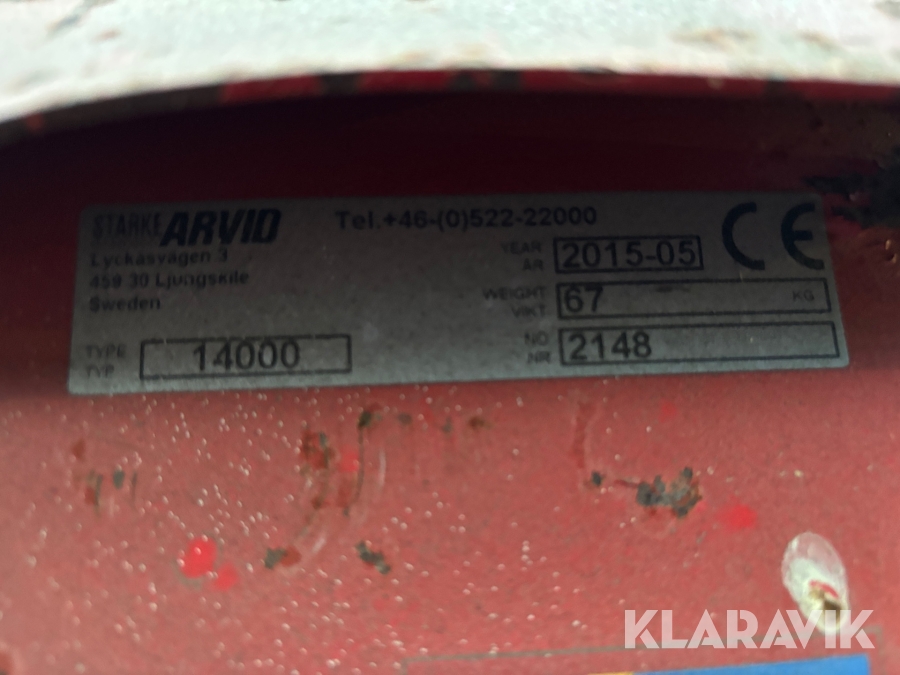 STARKE ARVID
Lyckåsvägen 3
459 30 Ljungskile
Sweden
TYPE
TYP
14000
Tel.+46-(0)522-22000
YEAR
ÅR
2015-05
WEIGHT
VIKT
67 KG
NO
NR
2148
CE
KLARAVIK